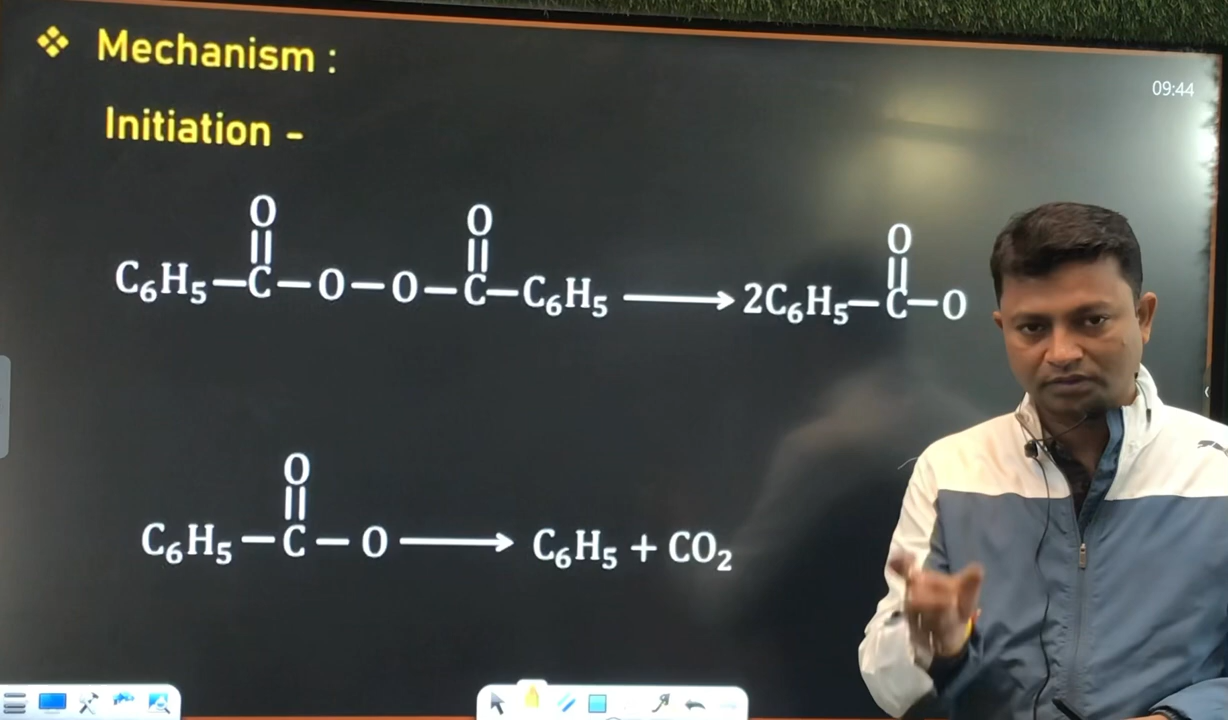 ❖ Mechanism :
09:44
Initiation -
O O O
|| || ||
C₆H₅—C—O—O—C—C₆H₅ ⟶ 2C₆H₅—C—O
O
||
C₆H₅—C—O ⟶ C₆H₅ + CO₂